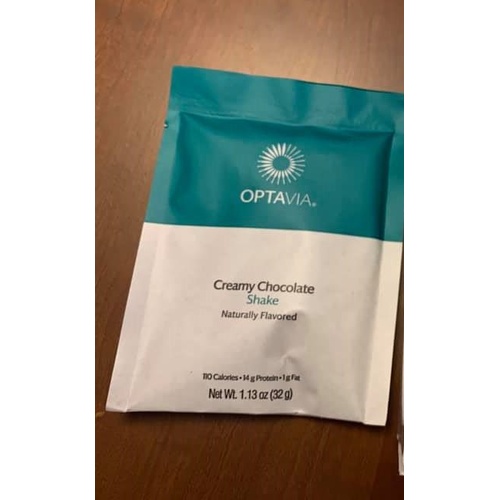 OPTAVIA®
Creamy Chocolate
Shake
Naturally Flavored
110 Calories • 14 g Protein • 1 g Fat
Net Wt. 1.13 oz (32 g)